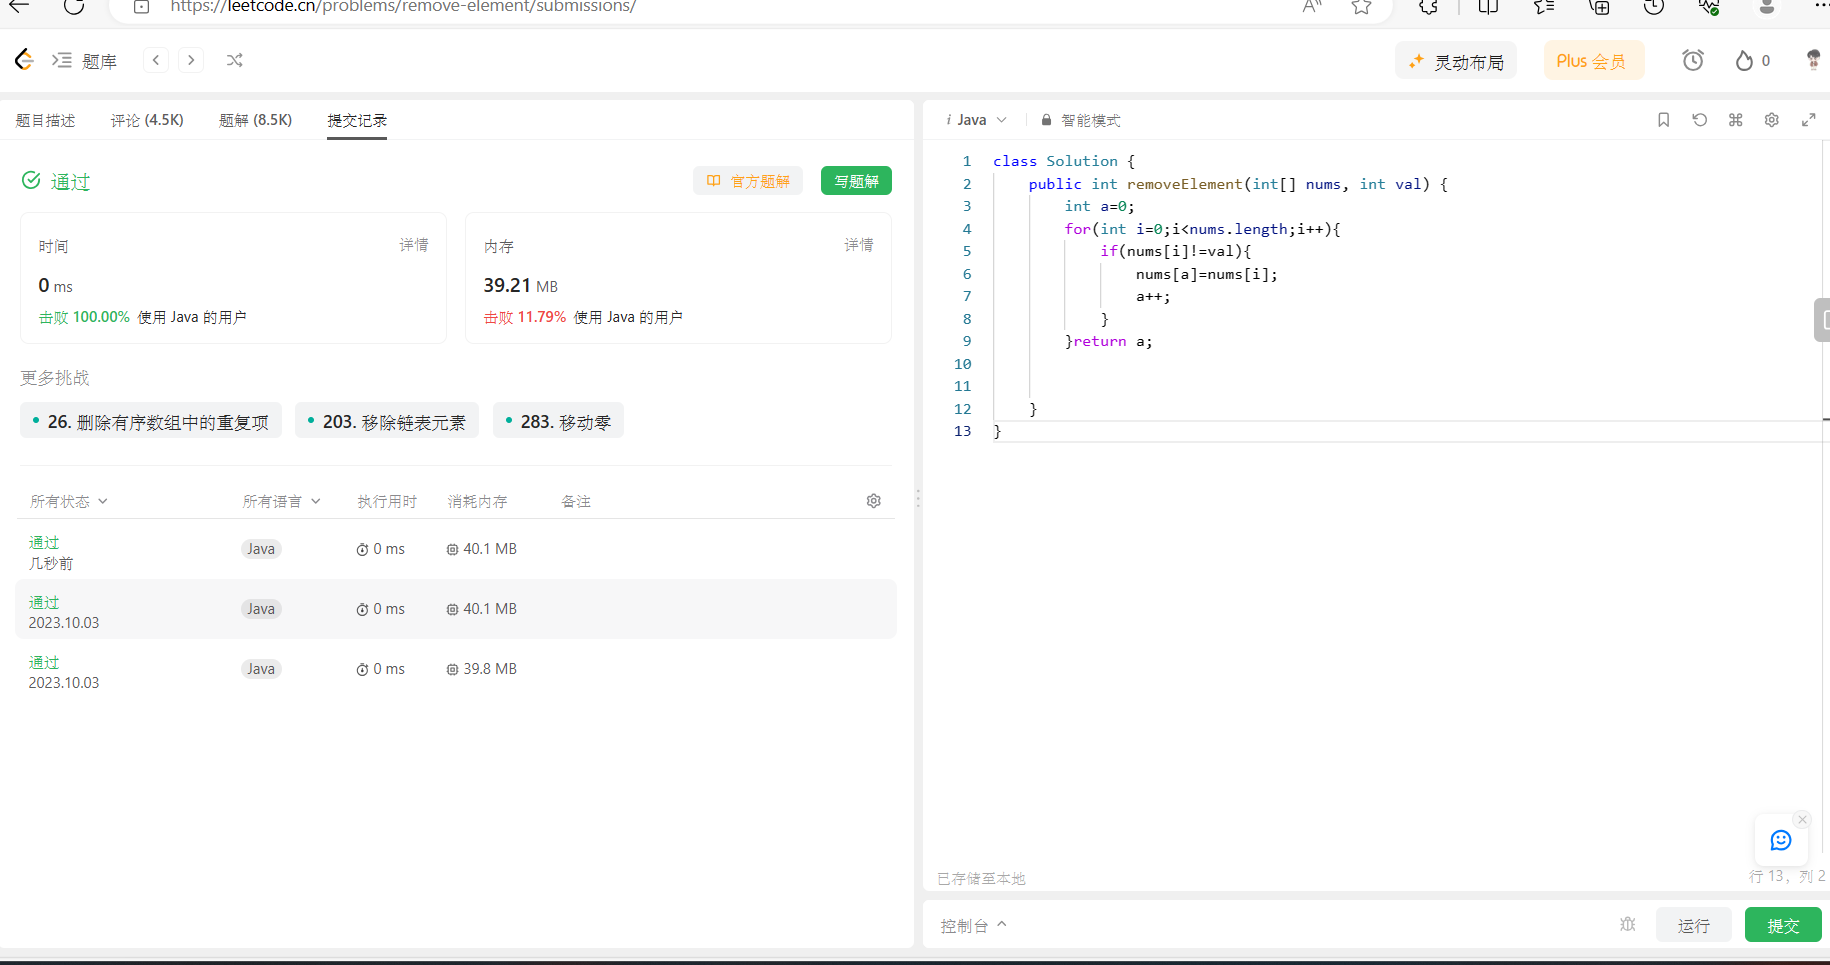 https://leetcode.cn/problems/remove-element/submissions/
题库
灵动布局
Plus 会员
0
题目描述 评论 (4.5K) 题解 (8.5K) 提交记录
通过
官方题解
写题解
时间 详情
0 ms
击败 100.00% 使用 Java 的用户
内存 详情
39.21 MB
击败 11.79% 使用 Java 的用户
更多挑战
26. 删除有序数组中的重复项 203. 移除链表元素 283. 移动零
所有状态 所有语言 执行用时 消耗内存 备注
通过
几秒前
Java 0 ms 40.1 MB
通过
2023.10.03
Java 0 ms 40.1 MB
通过
2023.10.03
Java 0 ms 39.8 MB
i Java 智能模式
1 class Solution {
2 public int removeElement(int[] nums, int val) {
3 int a=0;
4 for(int i=0;i<nums.length;i++){
5 if(nums[i]!=val){
6 nums[a]=nums[i];
7 a++;
8 }
9 }return a;
10
11
12 }
13 }
已存储至本地
行 13, 列 2
控制台
运行
提交